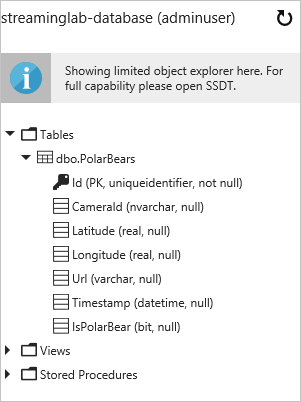 streaminglab-database (adminuser)
Showing limited object explorer here. For
full capability please open SSDT.
Tables
dbo.PolarBears
Id (PK, uniqueidentifier, not null)
CameraId (nvarchar, null)
Latitude (real, null)
Longitude (real, null)
Url (varchar, null)
Timestamp (datetime, null)
IsPolarBear (bit, null)
Views
Stored Procedures